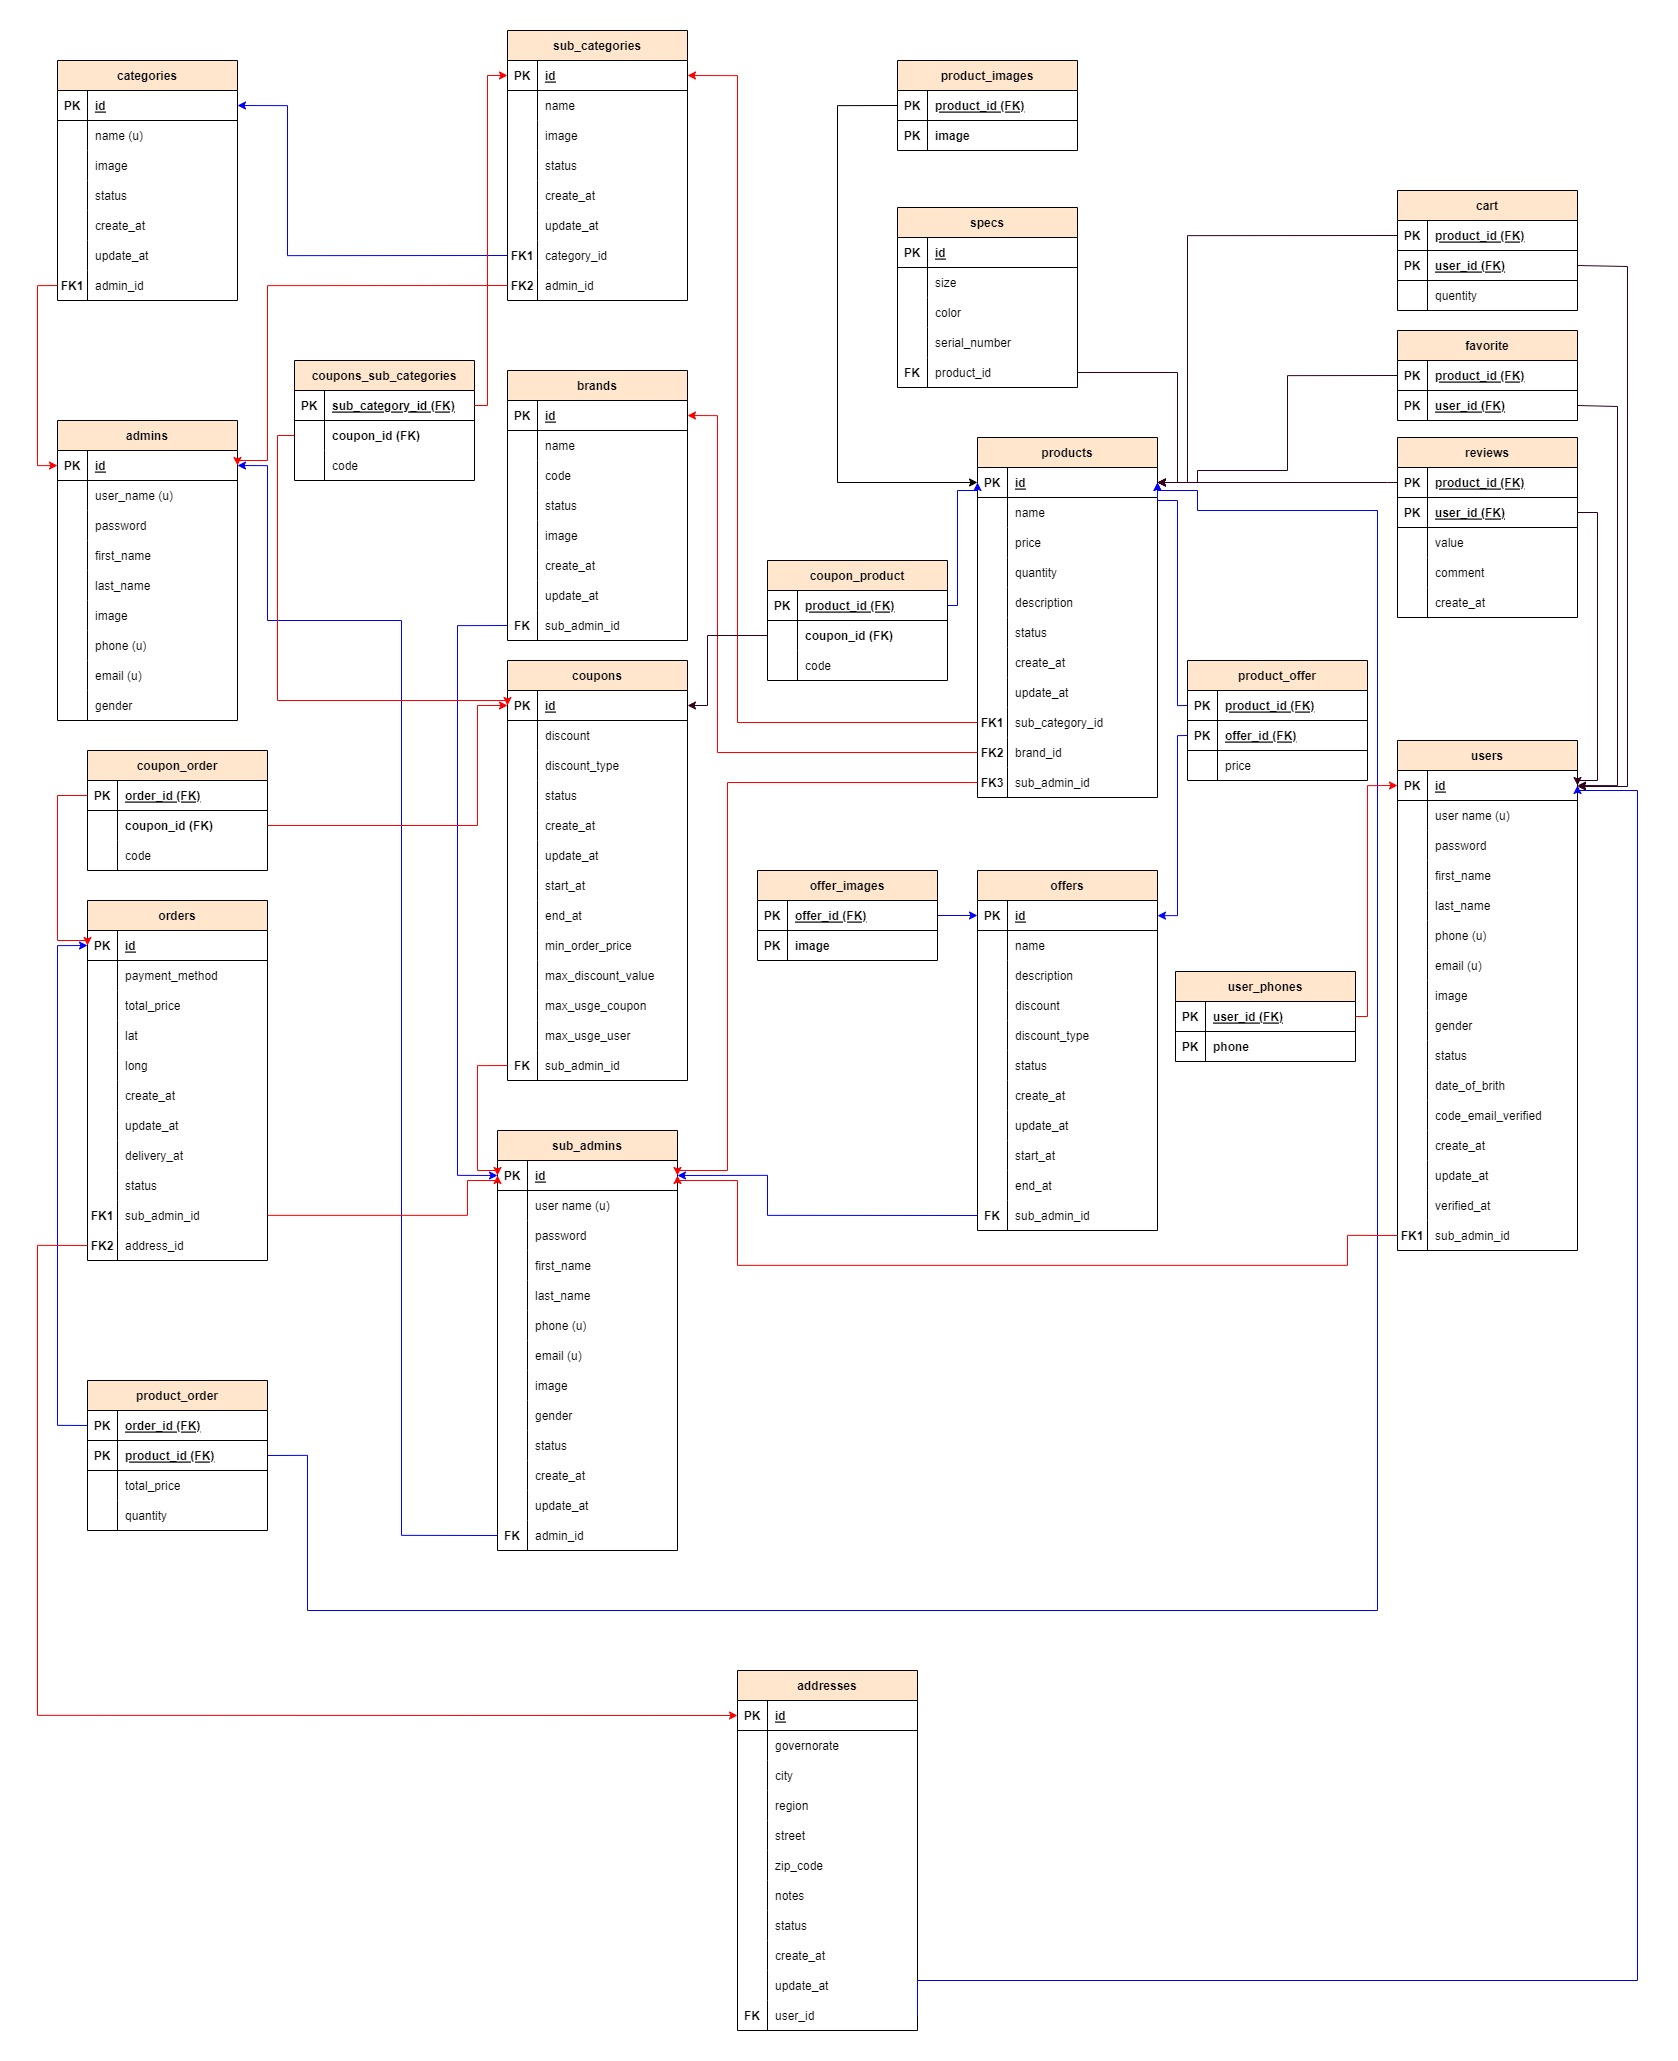 sub_categories
PK id
name
image
status
create_at
update_at
FK1 category_id
FK2 admin_id
categories
PK id
name (u)
image
status
create_at
update_at
FK1 admin_id
product_images
PK product_id (FK)
PK image
cart
PK product_id (FK)
PK user_id (FK)
quentity
specs
PK id
size
color
serial_number
FK product_id
favorite
PK product_id (FK)
PK user_id (FK)
coupons_sub_categories
PK sub_category_id (FK)
coupon_id (FK)
code
brands
PK id
name
code
status
image
create_at
update_at
FK sub_admin_id
admins
PK id
user_name (u)
password
first_name
last_name
image
phone (u)
email (u)
gender
products
PK id
name
price
quantity
description
status
create_at
update_at
FK1 sub_category_id
FK2 brand_id
FK3 sub_admin_id
reviews
PK product_id (FK)
PK user_id (FK)
value
comment
create_at
coupon_product
PK product_id (FK)
coupon_id (FK)
code
coupons
PK id
discount
discount_type
status
create_at
update_at
start_at
end_at
min_order_price
max_discount_value
max_usge_coupon
max_usge_user
FK sub_admin_id
product_offer
PK product_id (FK)
PK offer_id (FK)
price
coupon_order
PK order_id (FK)
coupon_id (FK)
code
users
PK id
user name (u)
password
first_name
last_name
phone (u)
email (u)
image
gender
status
date_of_brith
code_email_verified
create_at
update_at
verified_at
FK1 sub_admin_id
offer_images
PK offer_id (FK)
PK image
offers
PK id
name
description
discount
discount_type
status
create_at
update_at
start_at
end_at
FK sub_admin_id
orders
PK id
payment_method
total_price
lat
long
create_at
update_at
delivery_at
status
FK1 sub_admin_id
FK2 address_id
user_phones
PK user_id (FK)
PK phone
sub_admins
PK id
user name (u)
password
first_name
last_name
phone (u)
email (u)
image
gender
status
create_at
update_at
FK admin_id
product_order
PK order_id (FK)
PK product_id (FK)
total_price
quantity
addresses
PK id
governorate
city
region
street
zip_code
notes
status
create_at
update_at
FK user_id